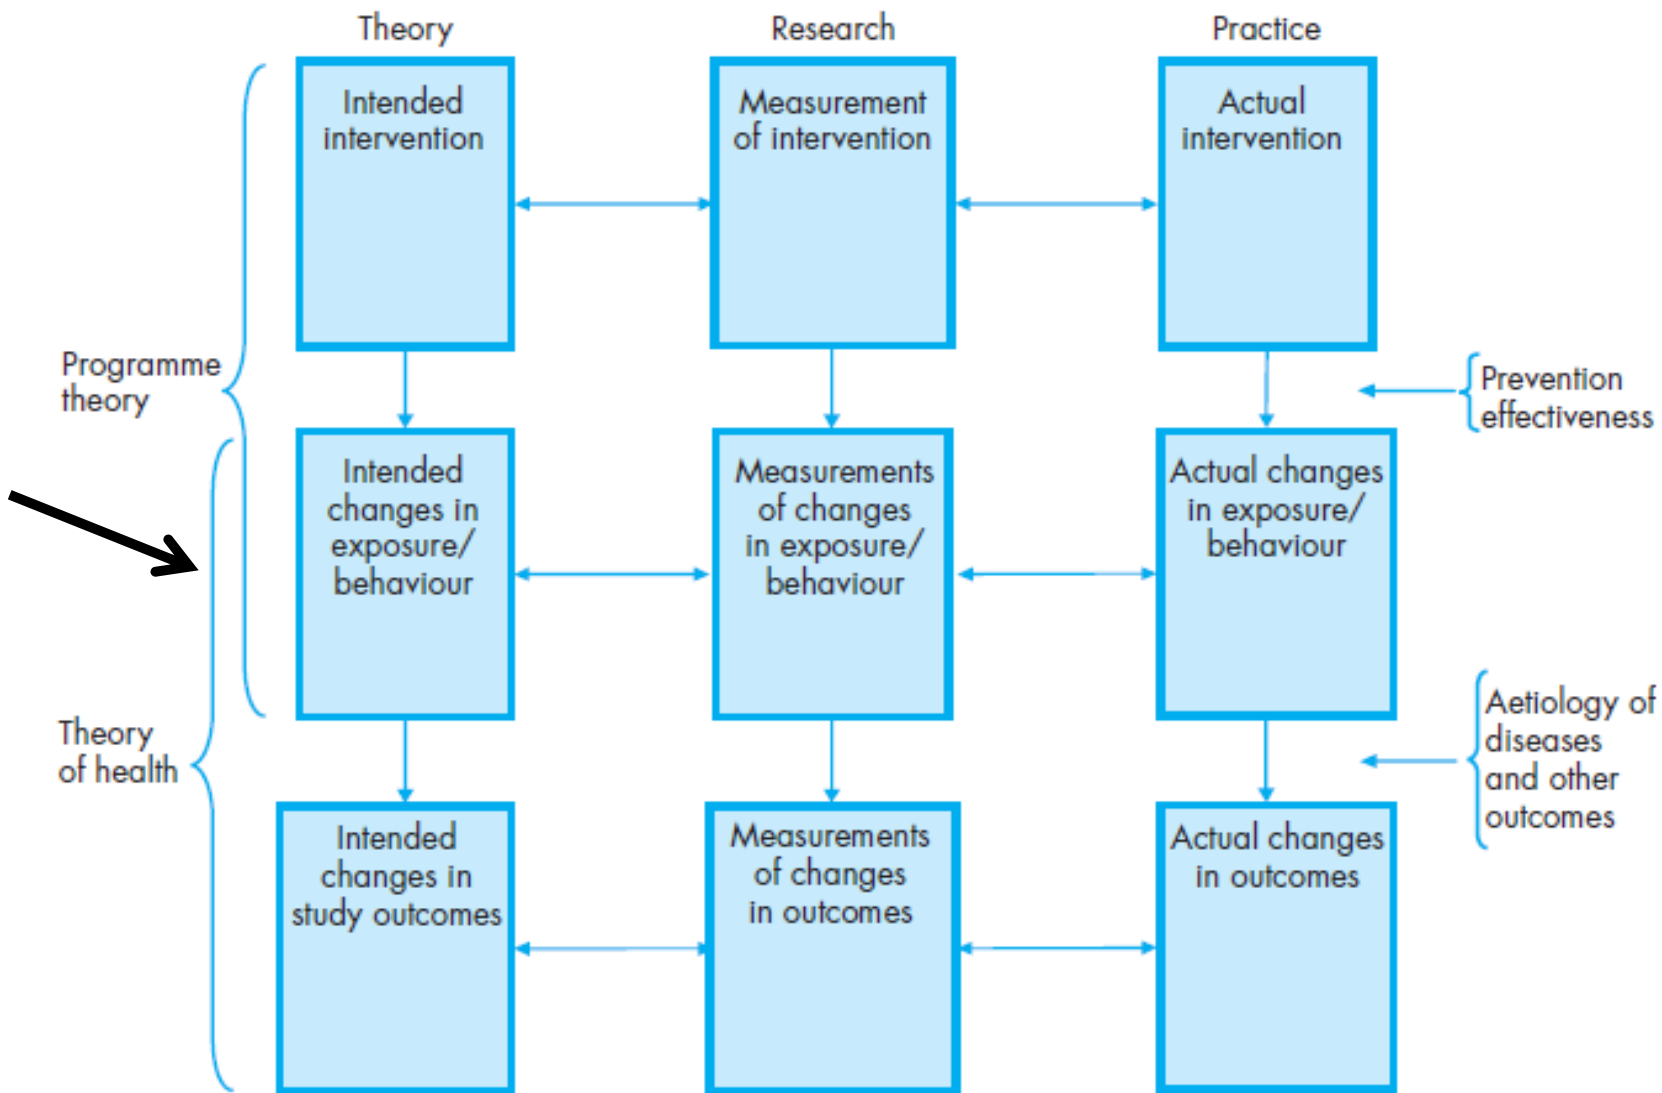 Theory
Research
Practice
Intended
intervention
Measurement
of intervention
Actual
intervention
Programme
theory
Prevention
effectiveness
Intended
changes in
exposure/
behaviour
Measurements
of changes
in exposure/
behaviour
Actual changes
in exposure/
behaviour
Theory
of health
Aetiology of
diseases
and other
outcomes
Intended
changes in
study outcomes
Measurements
of changes
in outcomes
Actual changes
in outcomes